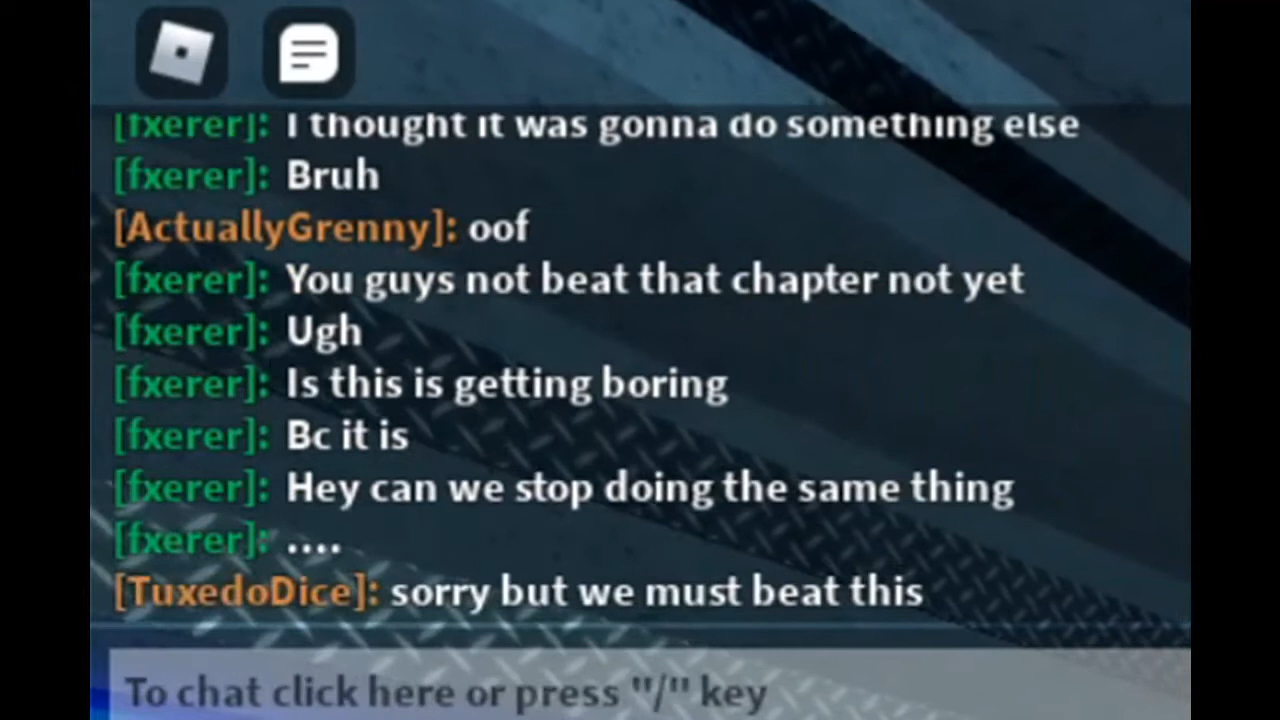 [fxerer]: I thought it was gonna do something else
[fxerer]: Bruh
[ActuallyGrenny]: oof
[fxerer]: You guys not beat that chapter not yet
[fxerer]: Ugh
[fxerer]: Is this is getting boring
[fxerer]: Bc it is
[fxerer]: Hey can we stop doing the same thing
[fxerer]: ....
[TuxedoDice]: sorry but we must beat this
To chat click here or press "/" key